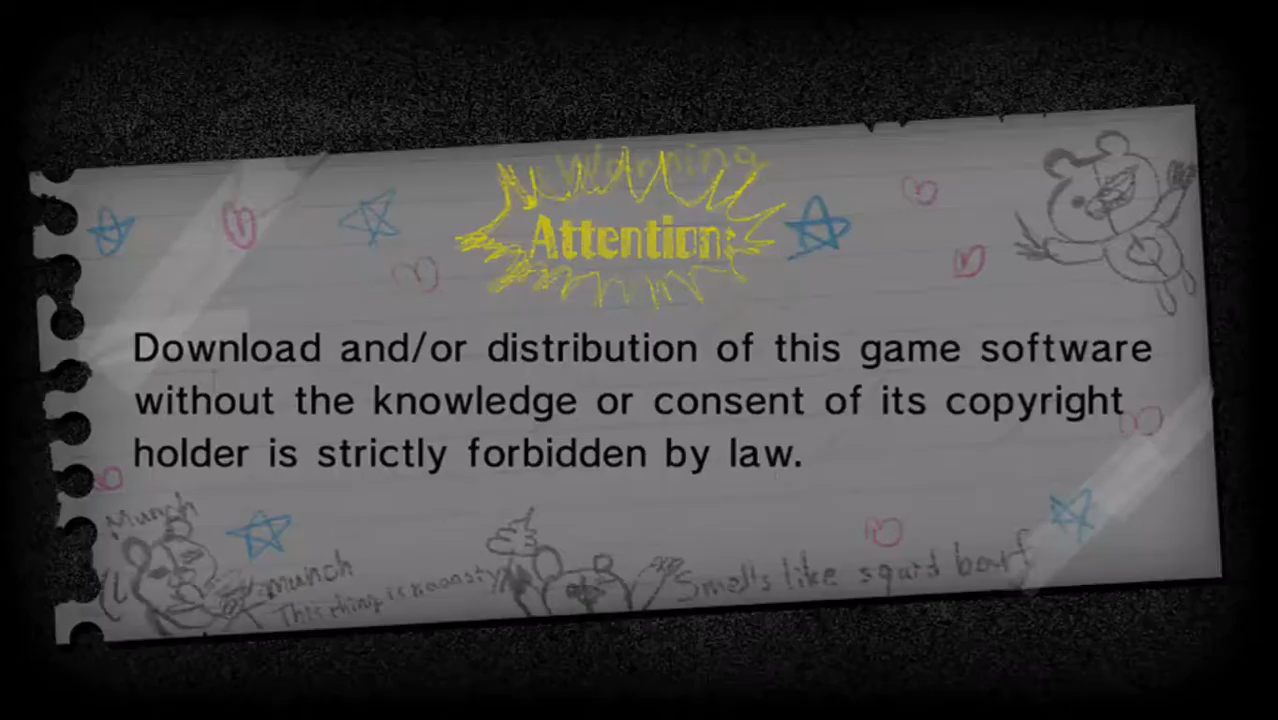 Warning
Attention
Download and/or distribution of this game software
without the knowledge or consent of its copyright
holder is strictly forbidden by law.
Munch
munch
This thing is naaasty
Smells like squid barf